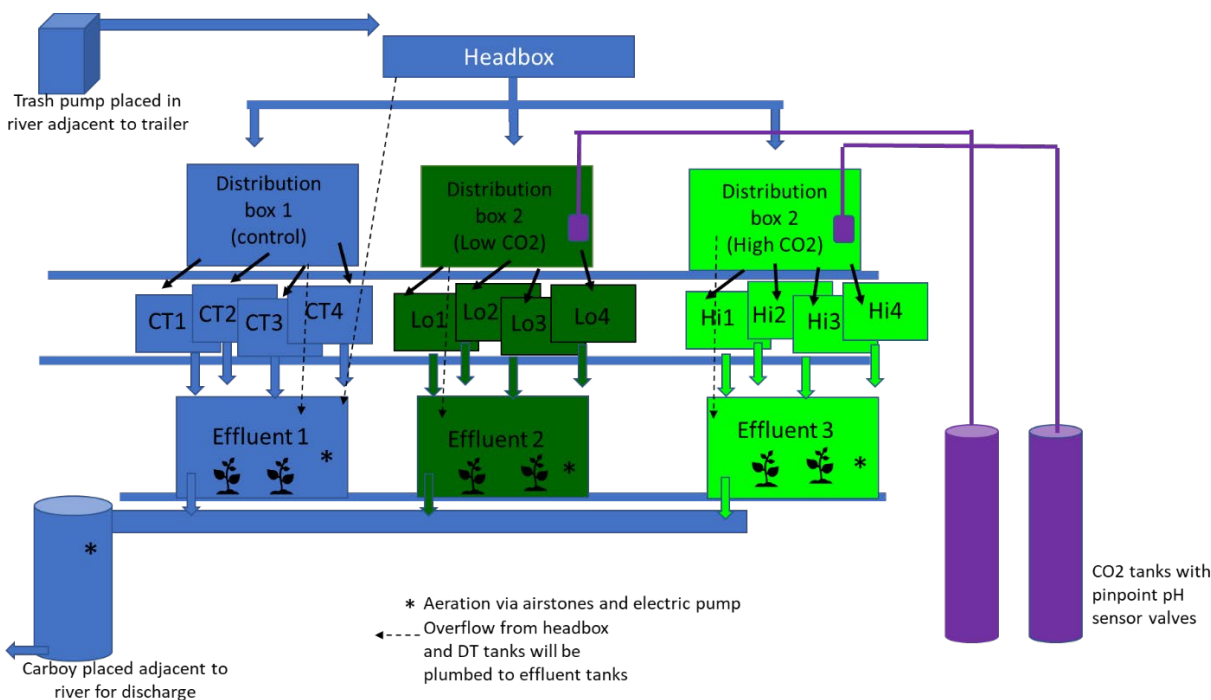 Headbox
Trash pump placed in
river adjacent to trailer
Distribution
box 1
(control)
Distribution
box 2
(Low CO2)
Distribution
box 2
(High CO2)
CT1
CT2
CT3
CT4
Lo1
Lo2
Lo3
Lo4
Hi1
Hi2
Hi3
Hi4
Effluent 1
*
Effluent 2
*
Effluent 3
*
*
CO2 tanks with
pinpoint pH
sensor valves
* Aeration via airstones and electric pump
Overflow from headbox
and DT tanks will be
plumbed to effluent tanks
Carboy placed adjacent to
river for discharge